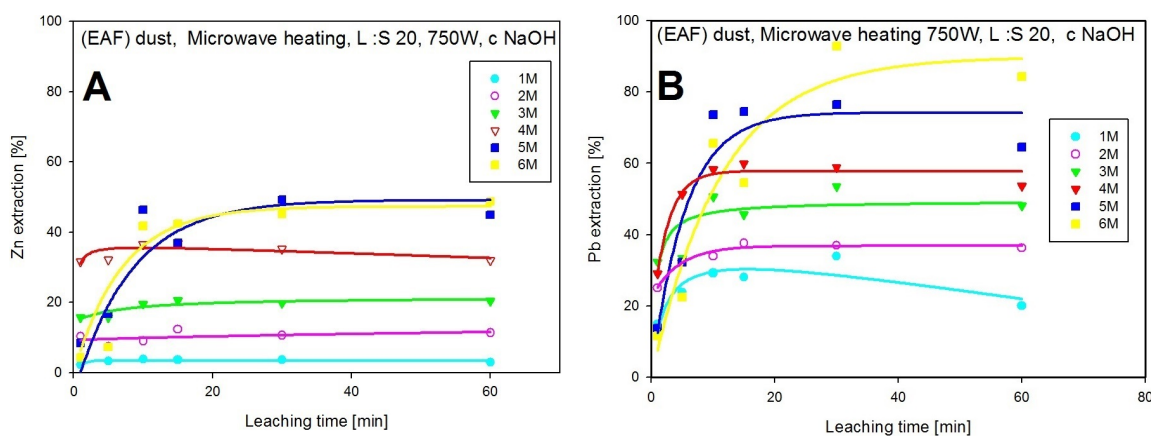 (EAF) dust, Microwave heating, L :S 20, 750W, c NaOH
A
1M
2M
3M
4M
5M
6M
Zn extraction [%]
100
80
60
40
20
0
0
20
40
60
Leaching time [min]
(EAF) dust, Microwave heating 750W, L :S 20, c NaOH
B
1M
2M
3M
4M
5M
6M
Pb extraction [%]
100
80
60
40
20
0
0
20
40
60
80
Leaching time [min]